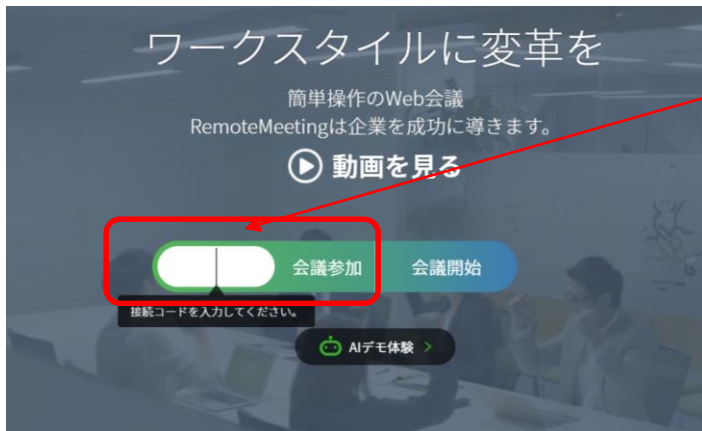 ワークスタイルに変革を
簡単操作のWeb会議
RemoteMeetingは企業を成功に導きます。
動画を見る
会議参加
会議開始
接続コードを入力してください。
AIデモ体験 >